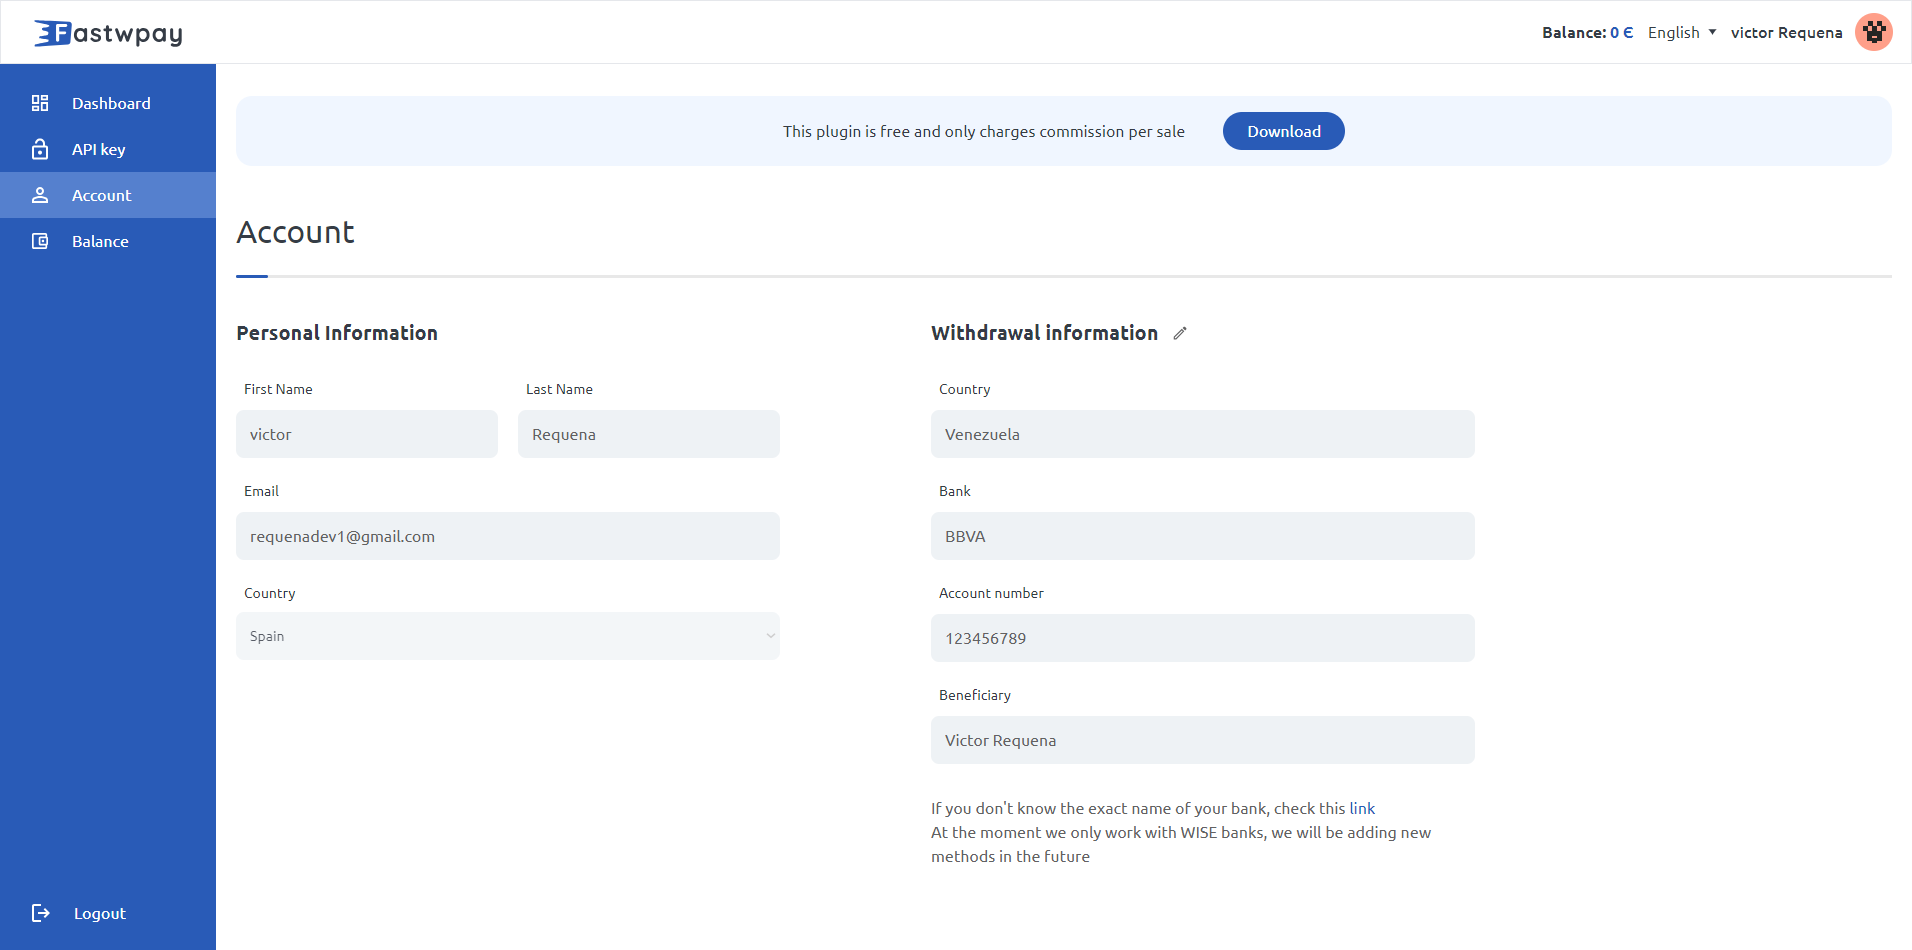 Fastwpay
Balance: 0 € English victor Requena
Dashboard
API key
Account
Balance
Logout
This plugin is free and only charges commission per sale Download
Account
Personal Information
First Name Last Name
victor Requena
Email
requenadev1@gmail.com
Country
Spain
Withdrawal information
Country
Venezuela
Bank
BBVA
Account number
123456789
Beneficiary
Victor Requena
If you don't know the exact name of your bank, check this link
At the moment we only work with WISE banks, we will be adding new
methods in the future